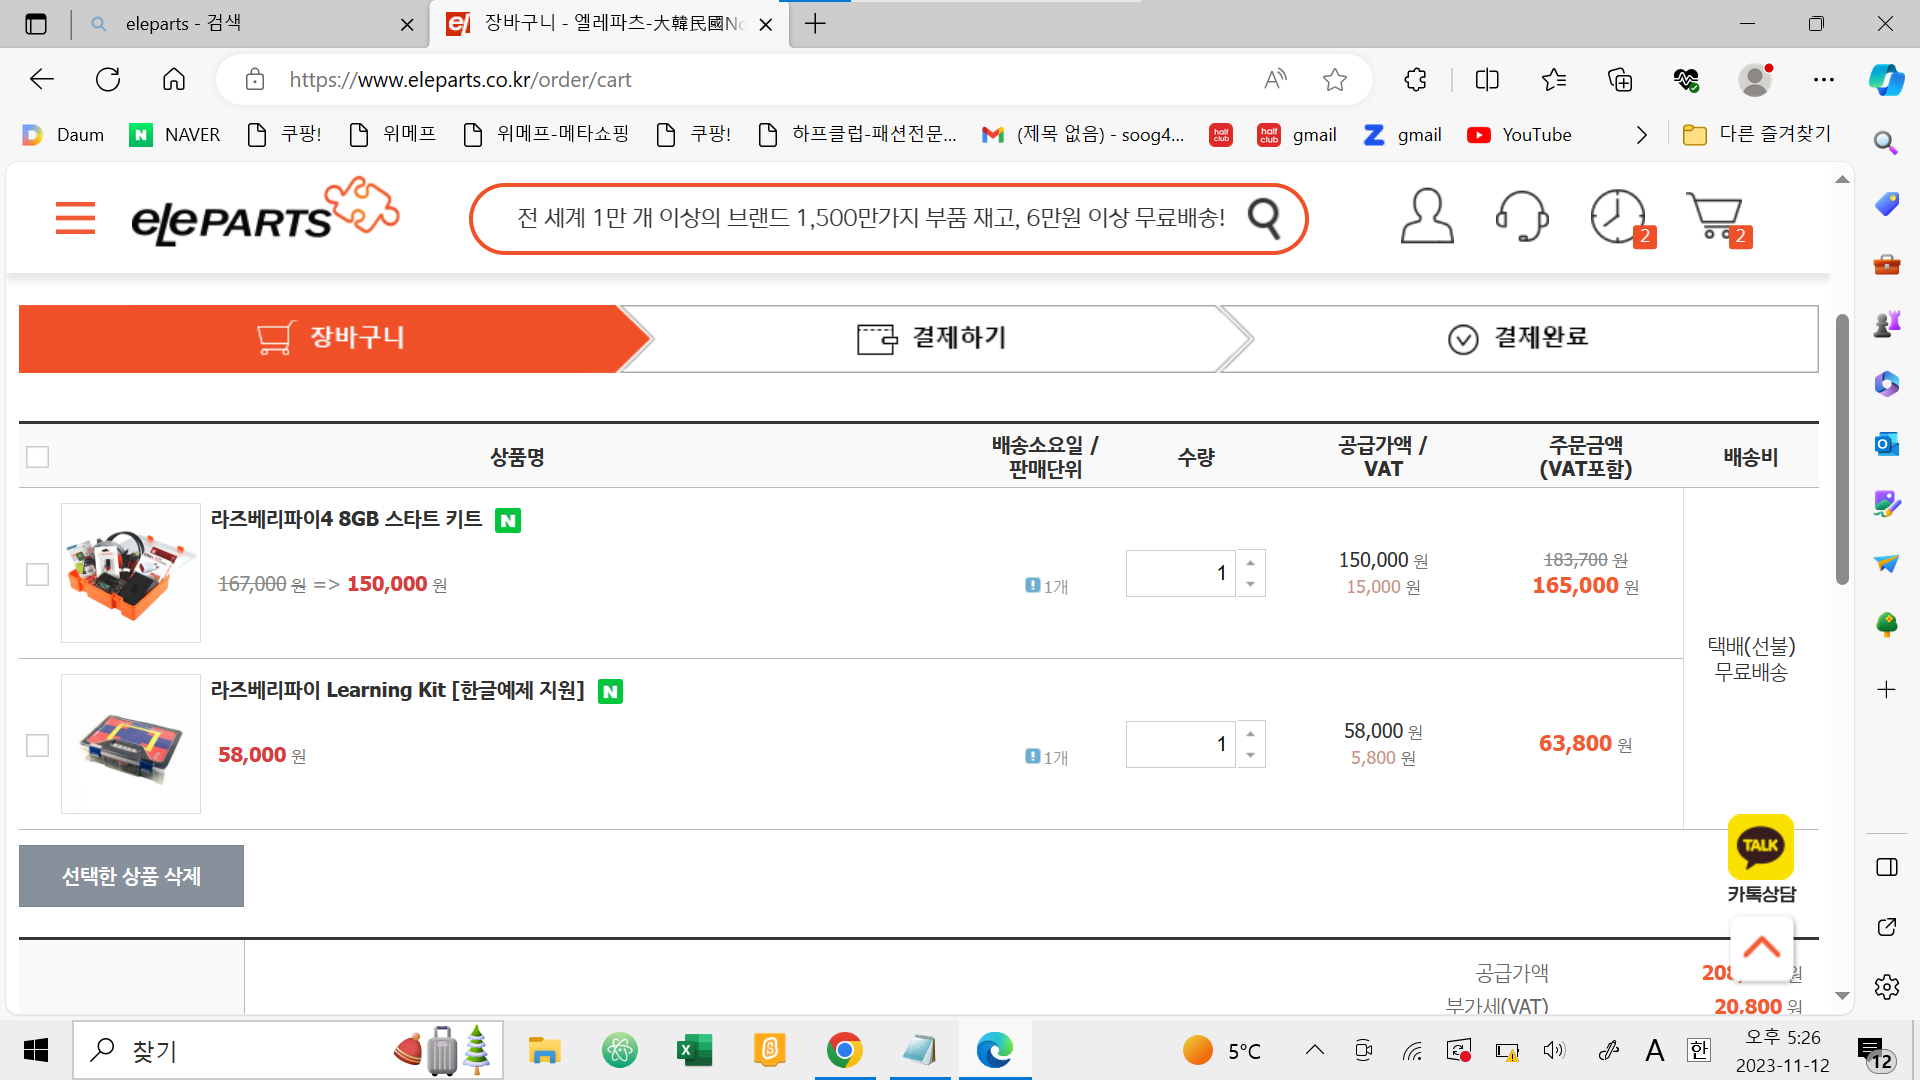 eleparts - 검색
장바구니 - 엘레파츠-大韓民國No
https://www.eleparts.co.kr/order/cart
Daum
NAVER
쿠팡!
위메프
위메프-메타쇼핑
쿠팡!
하프클럽-패션전문...
(제목 없음) - soog4...
half club
half club
gmail
gmail
YouTube
다른 즐겨찾기
elePARTS
전 세계 1만 개 이상의 브랜드 1,500만가지 부품 재고, 6만원 이상 무료배송!
2
2
장바구니
결제하기
결제완료
상품명
배송소요일 /
판매단위
수량
공급가액 /
VAT
주문금액
(VAT포함)
배송비
라즈베리파이4 8GB 스타트 키트 N
167,000 원 => 150,000 원
1개
1
150,000 원
15,000 원
183,700 원
165,000 원
택배(선불)
무료배송
라즈베리파이 Learning Kit [한글예제 지원] N
58,000 원
1개
1
58,000 원
5,800 원
63,800 원
선택한 상품 삭제
TALK
카톡상담
공급가액
원
부가세(VAT)
20,800 원
찾기
5°C
A
한
오후 5:26
2023-11-12
12